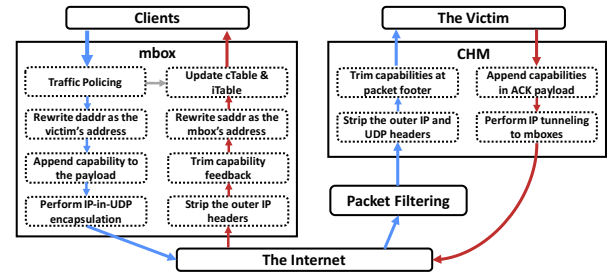 Clients
The Victim
mbox
CHM
Traffic Policing
Update cTable &
iTable
Rewrite daddr as the
victim's address
Rewrite saddr as the
mbox's address
Append capability to
the payload
Trim capability
feedback
Perform IP-in-UDP
encapsulation
Strip the outer IP
headers
Trim capabilities at
packet footer
Append capabilities
in ACK payload
Strip the outer IP and
UDP headers
Perform IP tunneling
to mboxes
Packet Filtering
The Internet